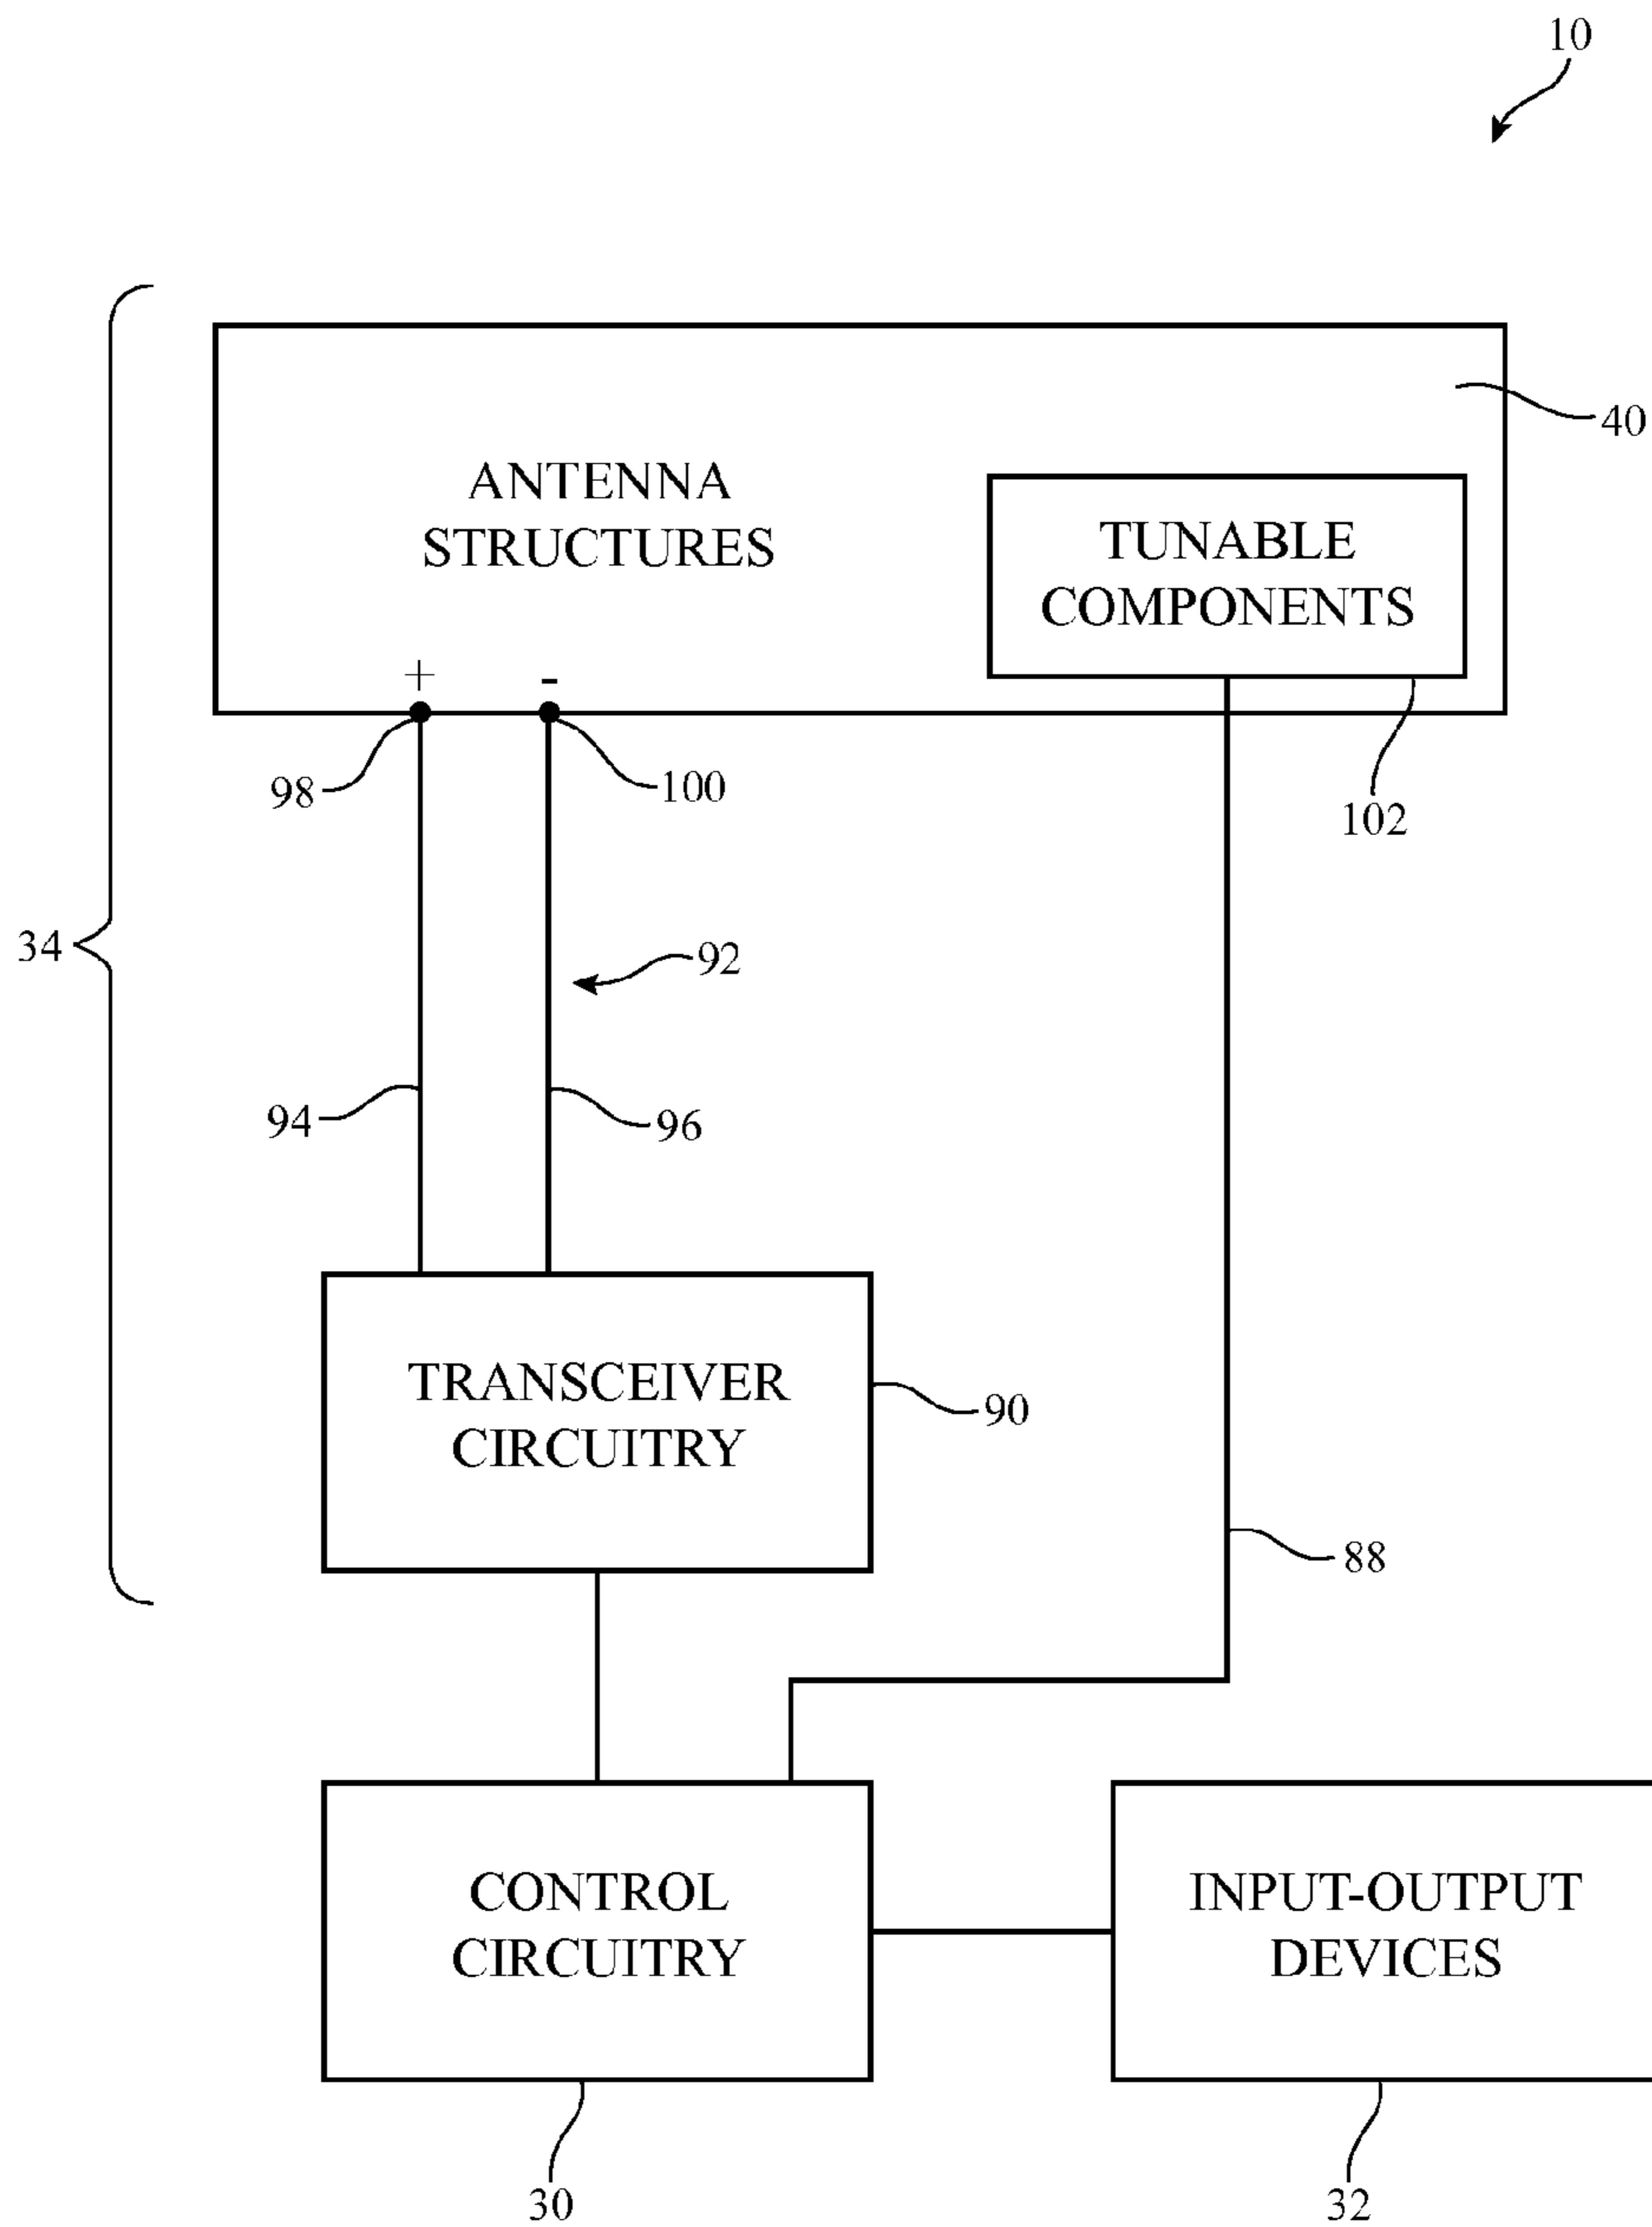 10
40
ANTENNA
STRUCTURES
TUNABLE
COMPONENTS
+
-
98
100
102
34
92
94
96
TRANSCEIVER
CIRCUITRY
90
88
CONTROL
CIRCUITRY
INPUT-OUTPUT
DEVICES
30
32